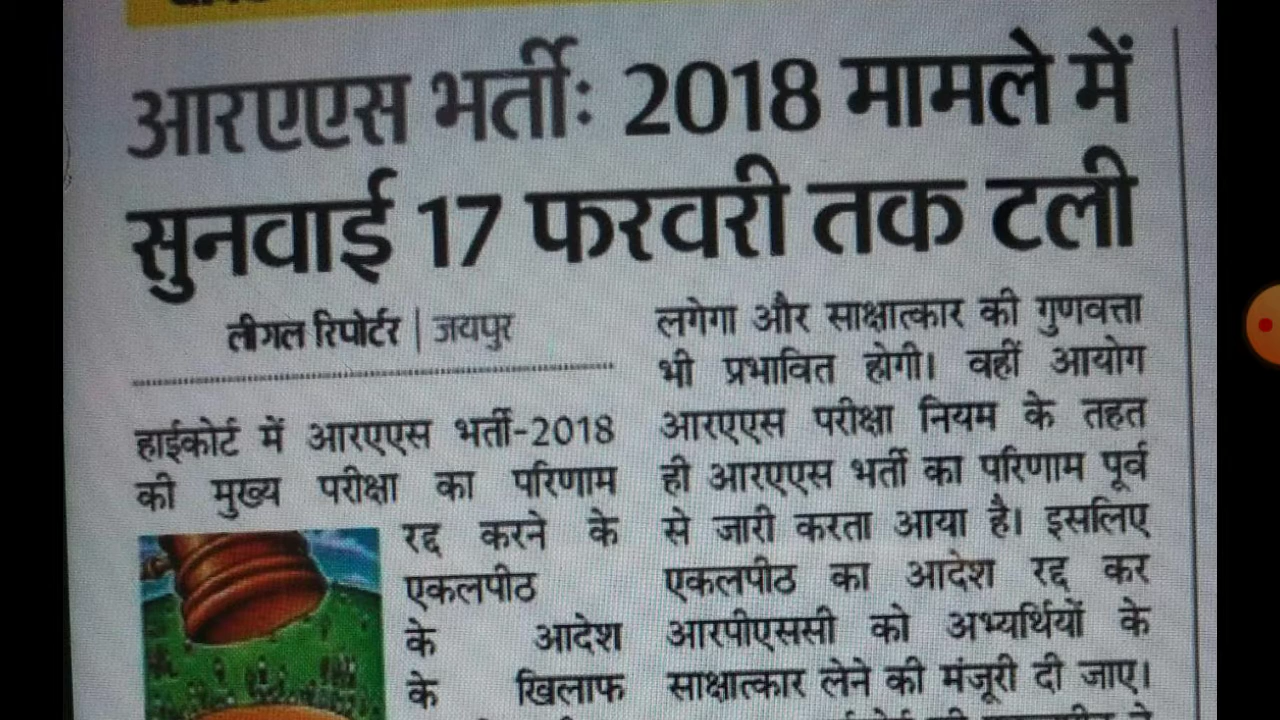 आरएएस भर्ती: 2018 मामले में
सुनवाई 17 फरवरी तक टली
लीगल रिपोर्टर | जयपुर
हाईकोर्ट में आरएएस भर्ती-2018
की मुख्य परीक्षा का परिणाम
रद्द करने के
एकलपीठ
के आदेश
के खिलाफ
लगेगा और साक्षात्कार की गुणवत्ता
भी प्रभावित होगी। वहीं आयोग
आरएएस परीक्षा नियम के तहत
ही आरएएस भर्ती का परिणाम पूर्व
से जारी करता आया है। इसलिए
एकलपीठ का आदेश रद्द कर
आरपीएससी को अभ्यर्थियों के
साक्षात्कार लेने की मंजूरी दी जाए।